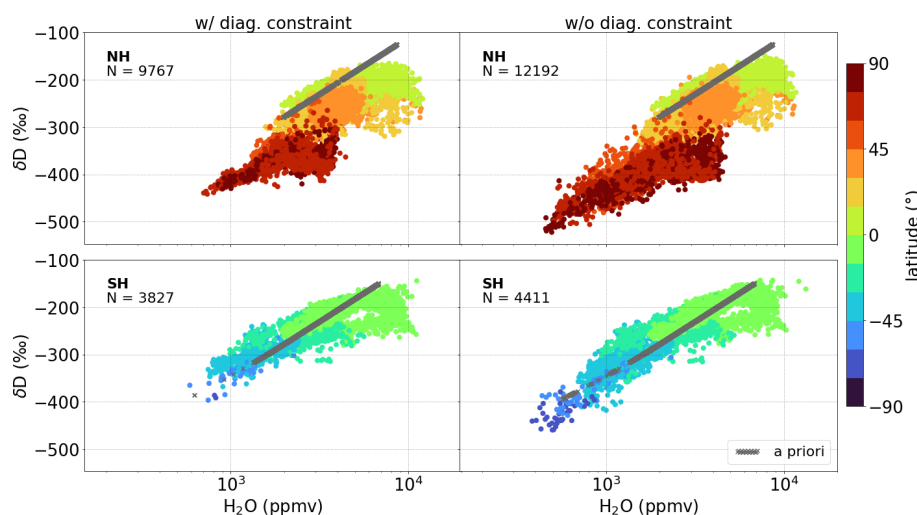 w/ diag. constraint
w/o diag. constraint
−100
−200
−300
−400
−500
δD (‰)
NH
N = 9767
NH
N = 12192
−100
−200
−300
−400
−500
δD (‰)
SH
N = 3827
SH
N = 4411
a priori
10³
10⁴
10³
10⁴
H₂O (ppmv)
H₂O (ppmv)
90
45
0
−45
−90
latitude (°)